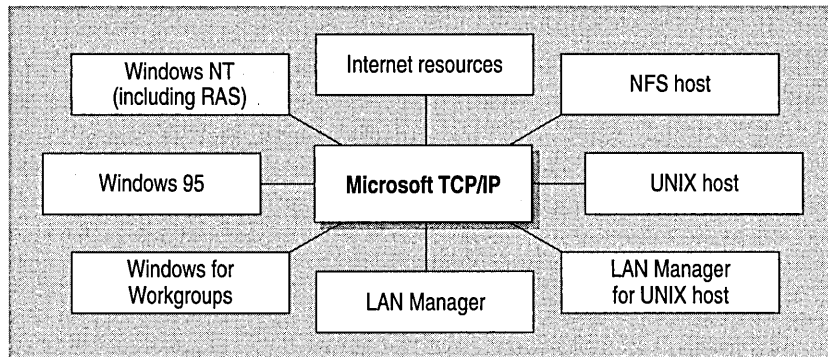 Internet resources
Windows NT
(including RAS)
NFS host
Windows 95
Microsoft TCP/IP
UNIX host
Windows for
Workgroups
LAN Manager
LAN Manager
for UNIX host